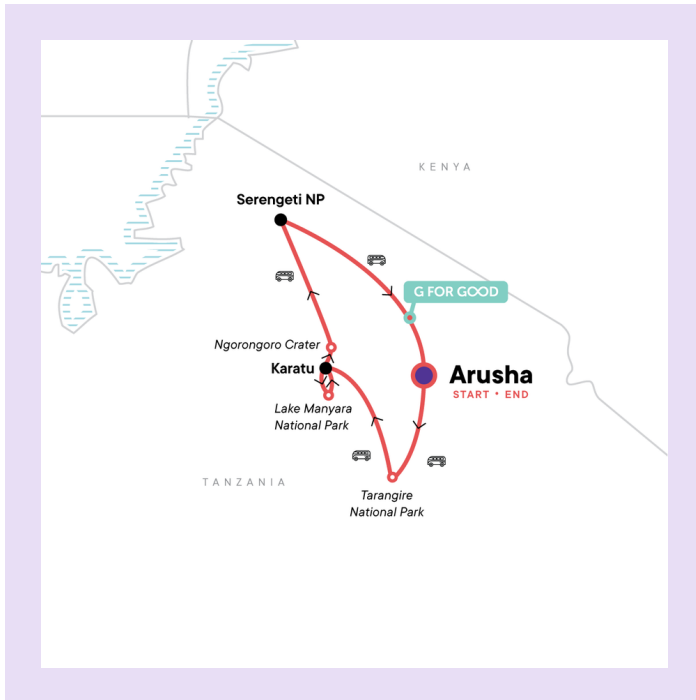 KENYA
Serengeti NP
G FOR GOOD
Ngorongoro Crater
Karatu
Arusha
START • END
Lake Manyara
National Park
TANZANIA
Tarangire
National Park